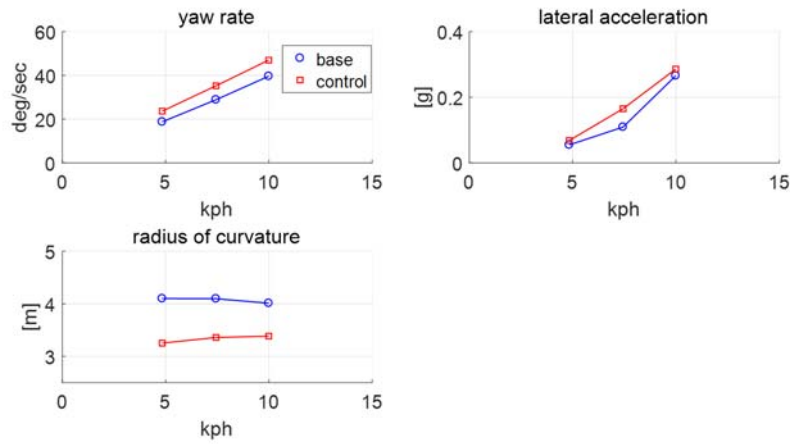 yaw rate
60
40
20
0
deg/sec
0 5 10 15
kph
base
control
lateral acceleration
0.4
0.2
0
[g]
0 5 10 15
kph
radius of curvature
5
4
3
[m]
0 5 10 15
kph